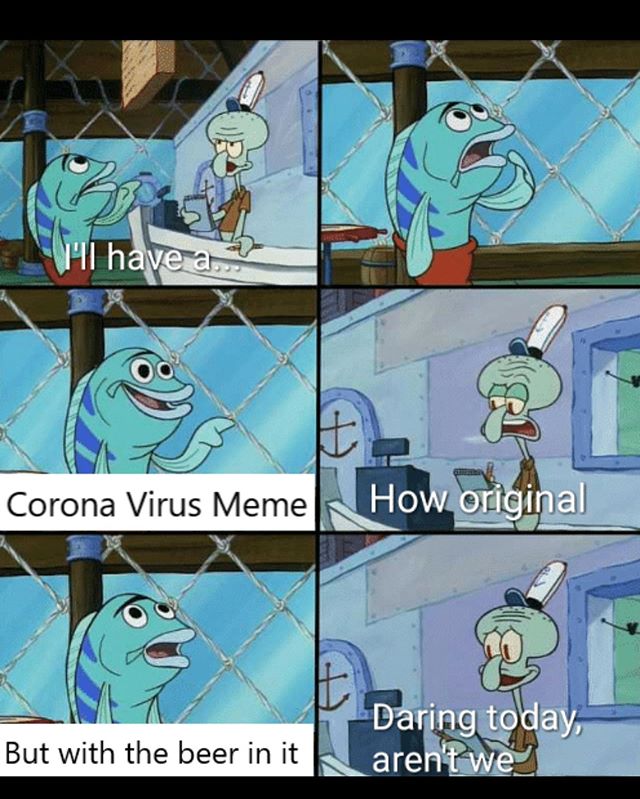 I'll have a...
Corona Virus Meme
How original
But with the beer in it
Daring today,
aren't we